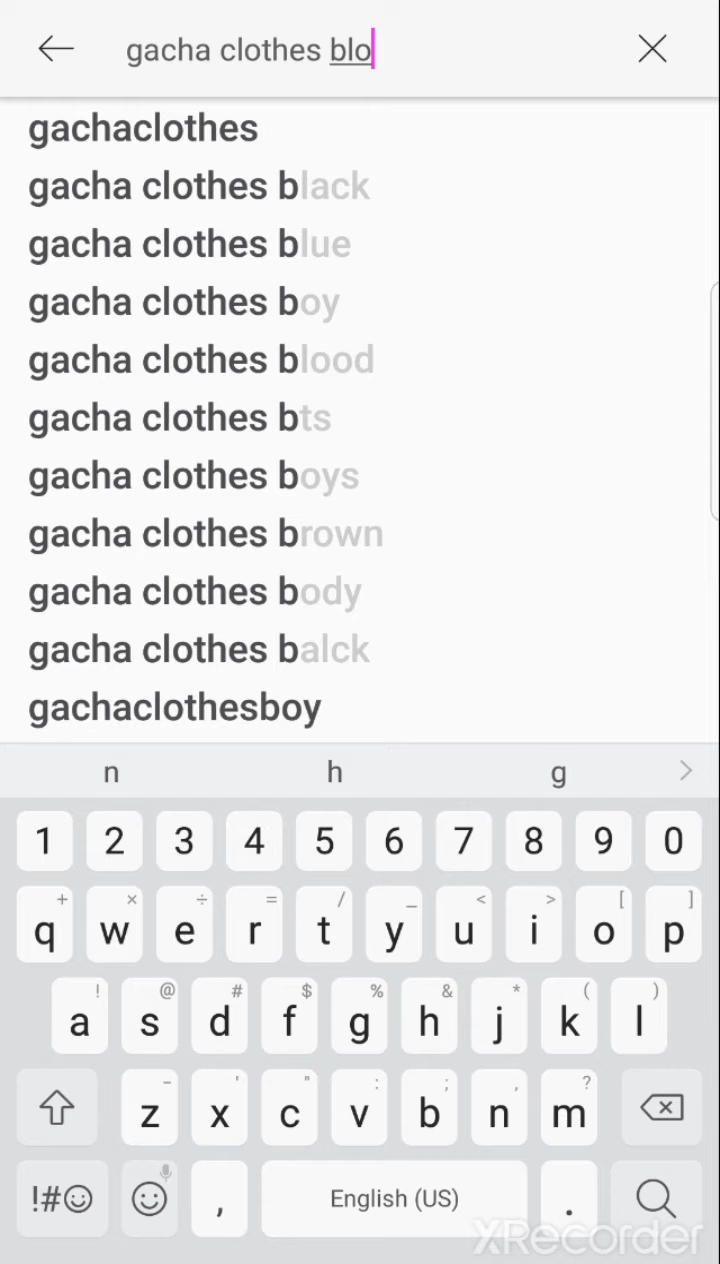 gacha clothes blo
gachaclothes
gacha clothes black
gacha clothes blue
gacha clothes boy
gacha clothes blood
gacha clothes bts
gacha clothes boys
gacha clothes brown
gacha clothes body
gacha clothes balck
gachaclothesboy
n h g
1 2 3 4 5 6 7 8 9 0
+ × ÷ = / _ < > [ ]
q w e r t y u i o p
! @ # $ % & * ( )
a s d f g h j k l
- ' " : ; , ?
z x c v b n m
!#☺ , English (US) .
XRecorder